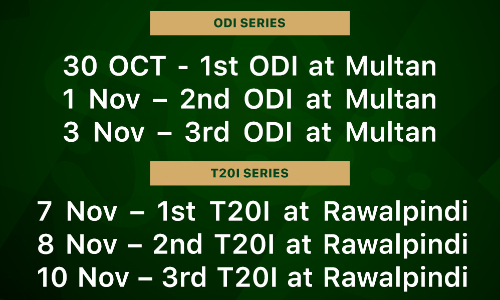 ODI SERIES
30 OCT - 1st ODI at Multan
1 Nov – 2nd ODI at Multan
3 Nov – 3rd ODI at Multan
T20I SERIES
7 Nov – 1st T20I at Rawalpindi
8 Nov – 2nd T20I at Rawalpindi
10 Nov – 3rd T20I at Rawalpindi